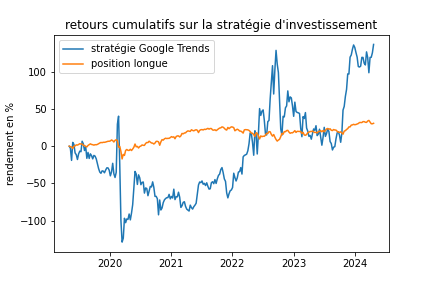 retours cumulatifs sur la stratégie d'investissement
stratégie Google Trends
position longue
rendement en %
100
50
0
−50
−100
2020 2021 2022 2023 2024